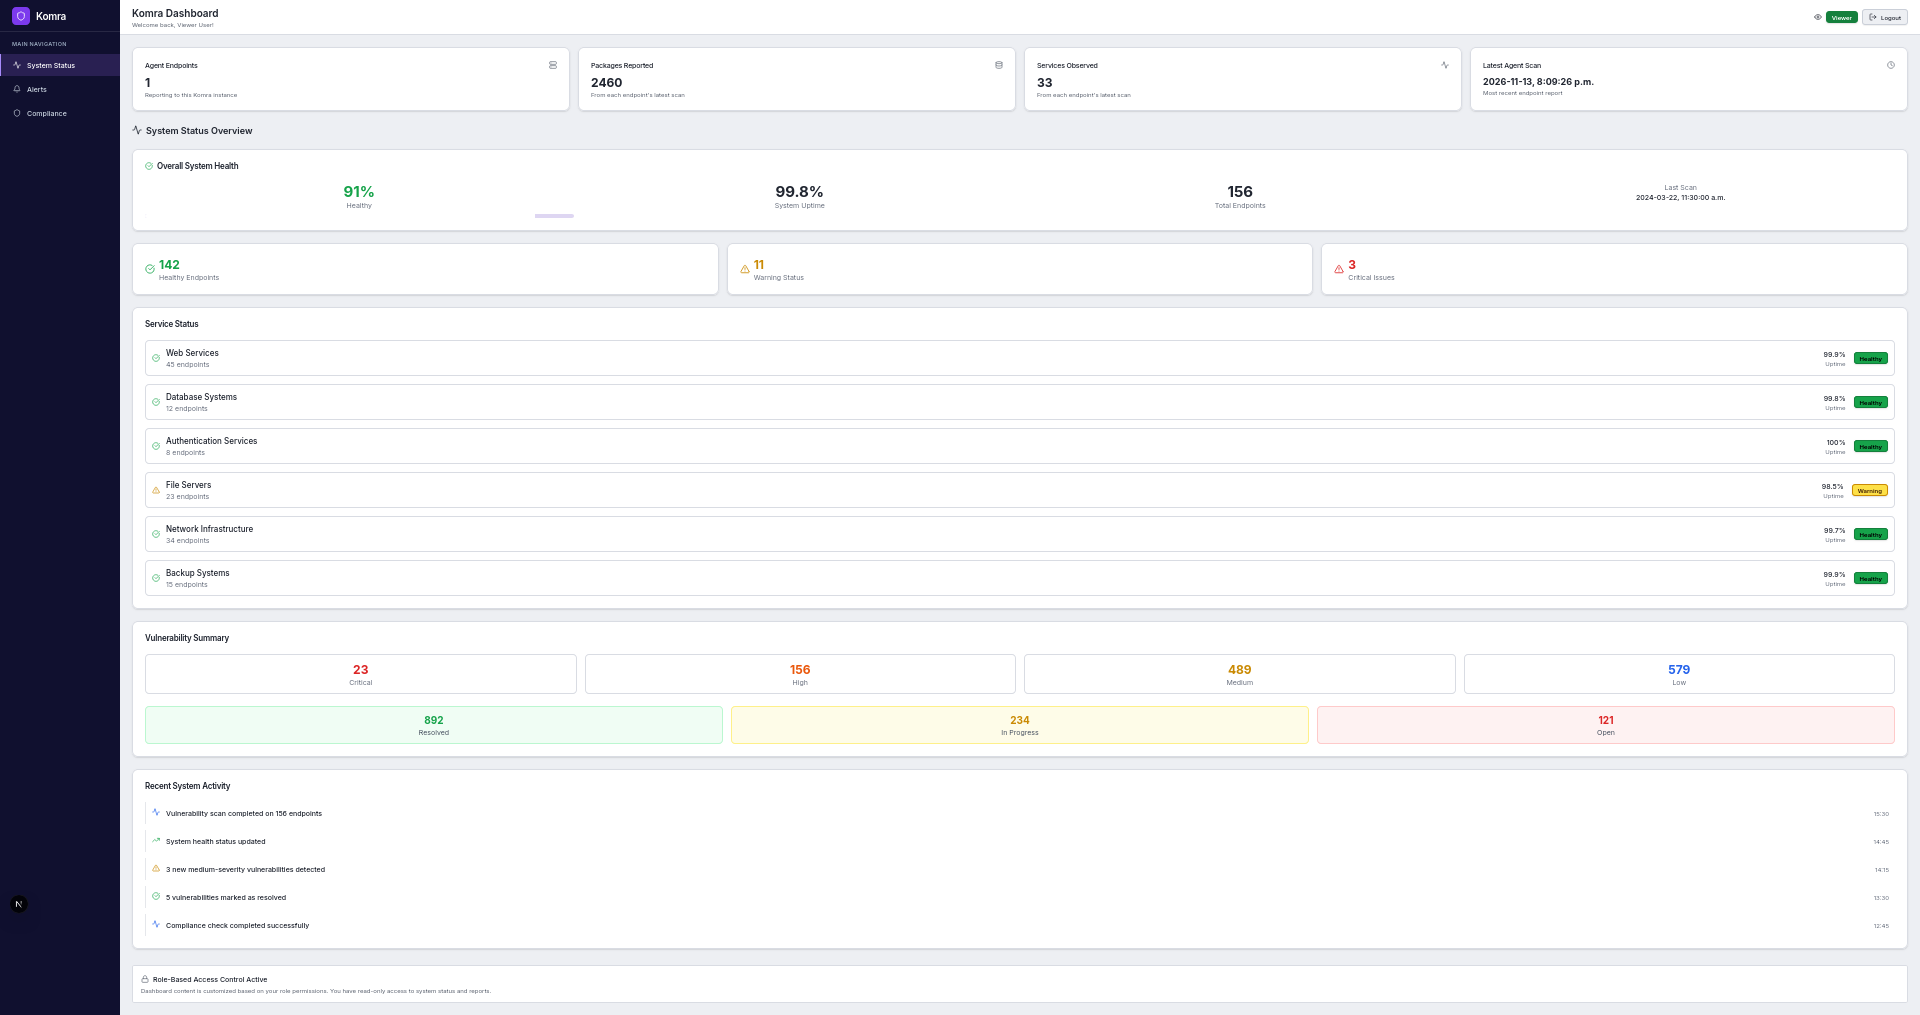 Komra
MAIN NAVIGATION
System Status
Alerts
Compliance
N
Komra Dashboard
Welcome back, Viewer User!
Viewer
Logout
Agent Endpoints
1
Reporting to this Komra instance
Packages Reported
2460
From each endpoint's latest scan
Services Observed
33
From each endpoint's latest scan
Latest Agent Scan
2026-11-13, 8:09:26 p.m.
Most recent endpoint report
System Status Overview
Overall System Health
91%
Healthy
99.8%
System Uptime
156
Total Endpoints
Last Scan
2024-03-22, 11:30:00 a.m.
142
Healthy Endpoints
11
Warning Status
3
Critical Issues
Service Status
Web Services
45 endpoints
99.9%
Uptime
Healthy
Database Systems
12 endpoints
99.8%
Uptime
Healthy
Authentication Services
8 endpoints
100%
Uptime
Healthy
File Servers
23 endpoints
98.5%
Uptime
Warning
Network Infrastructure
34 endpoints
99.7%
Uptime
Healthy
Backup Systems
15 endpoints
99.9%
Uptime
Healthy
Vulnerability Summary
23
Critical
156
High
489
Medium
579
Low
892
Resolved
234
In Progress
121
Open
Recent System Activity
Vulnerability scan completed on 156 endpoints
15:30
System health status updated
14:45
3 new medium-severity vulnerabilities detected
14:15
5 vulnerabilities marked as resolved
13:30
Compliance check completed successfully
12:45
Role-Based Access Control Active
Dashboard content is customized based on your role permissions. You have read-only access to system status and reports.